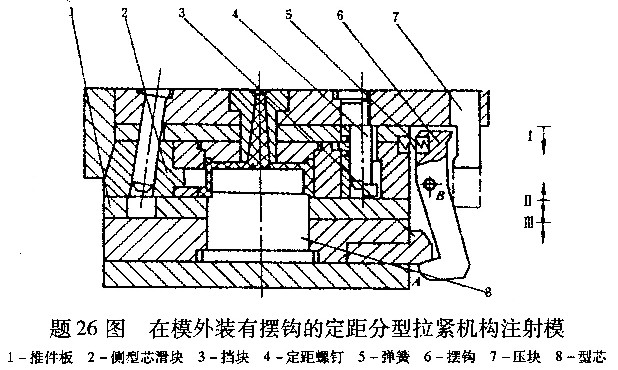 1 2 3 4 5 6 7
I
B
II
III
A 8
题26图 在模外装有摆钩的定距分型拉紧机构注射模
1-推件板 2-侧型芯滑块 3-挡块 4-定距螺钉 5-弹簧 6-摆钩 7-压块 8-型芯